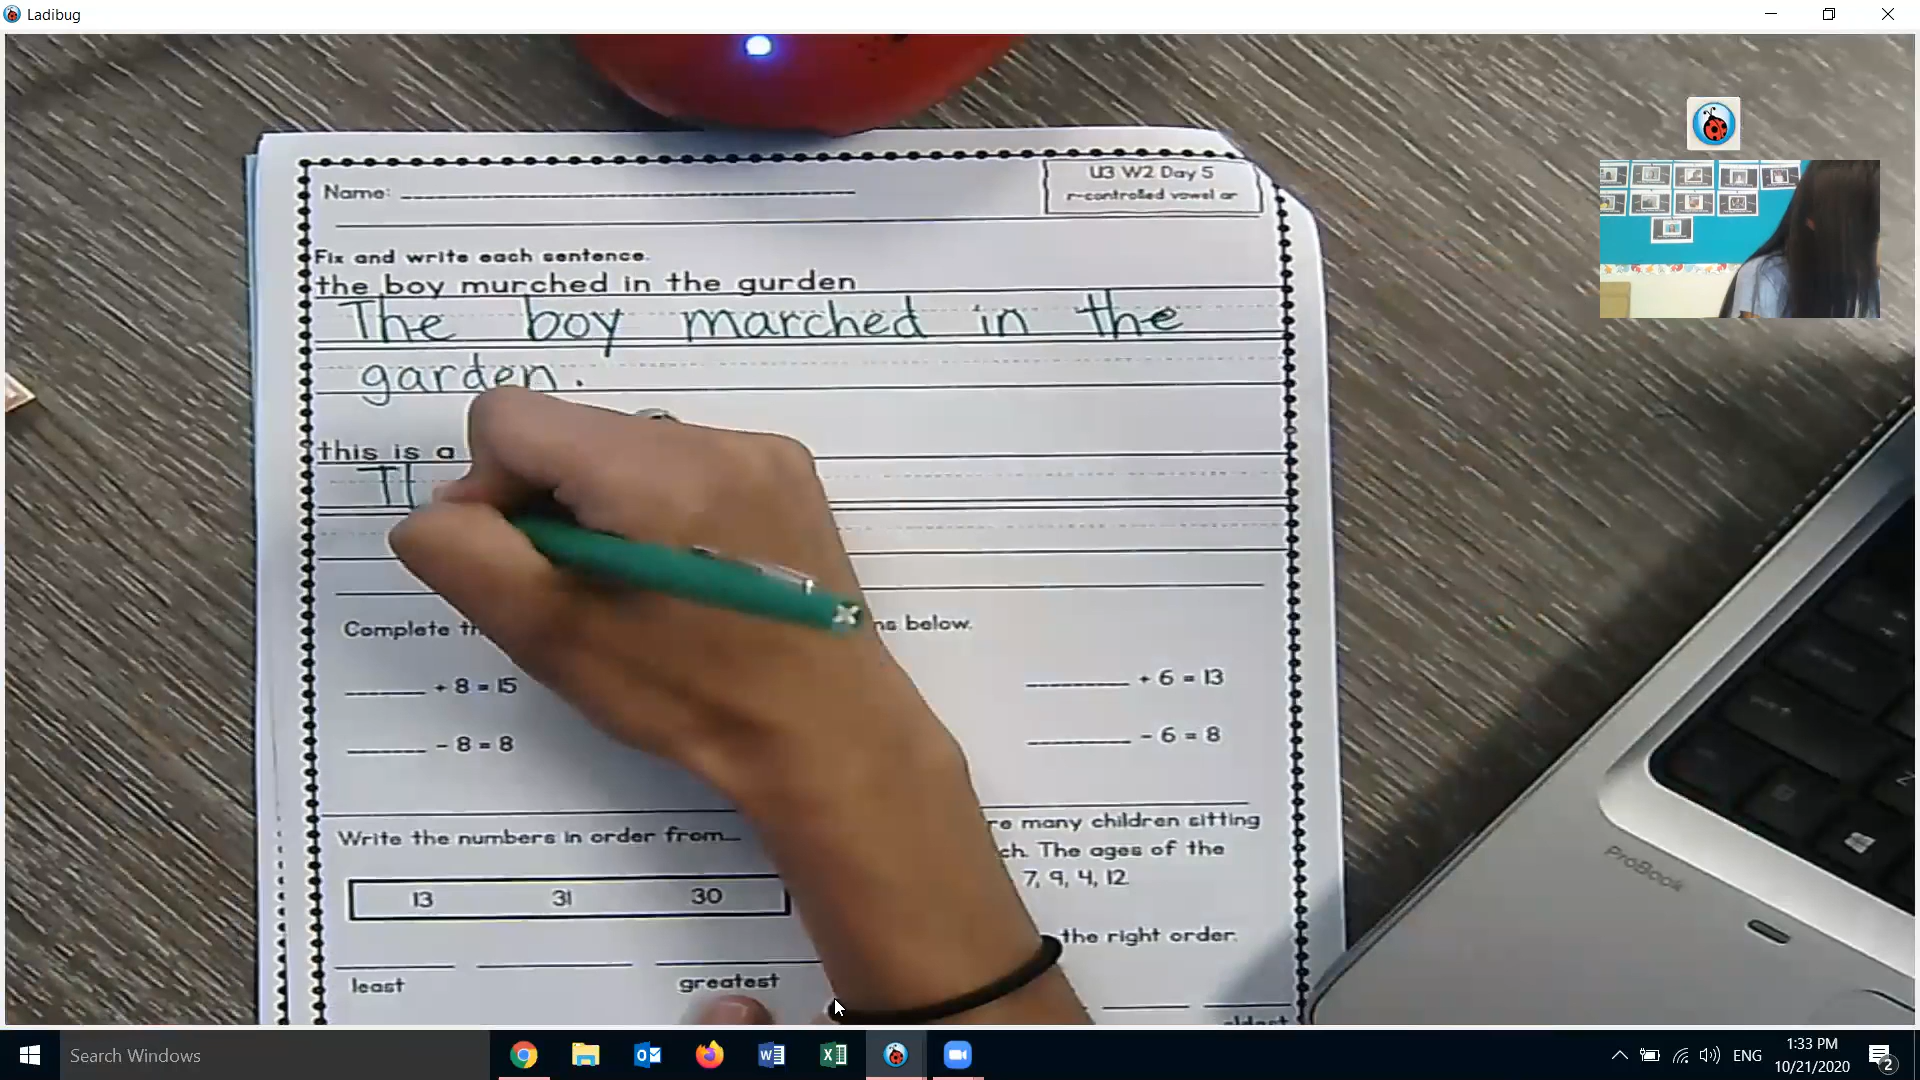 Ladibug
U3 W2 Day 5
Name:
r-controlled vowel ar
Fix and write each sentence.
the boy murched in the gurden
The boy marched in the
garden.
this is a
Complete
ns below.
+ 8 = 15
+ 6 = 13
- 8 = 8
- 6 = 8
Write the numbers in order from...
re many children sitting
ch. The ages of the
7, 9, 4, 12
13 31 30
the right order.
least greatest
ProBook
Search Windows
ENG
1:33 PM
10/21/2020
2